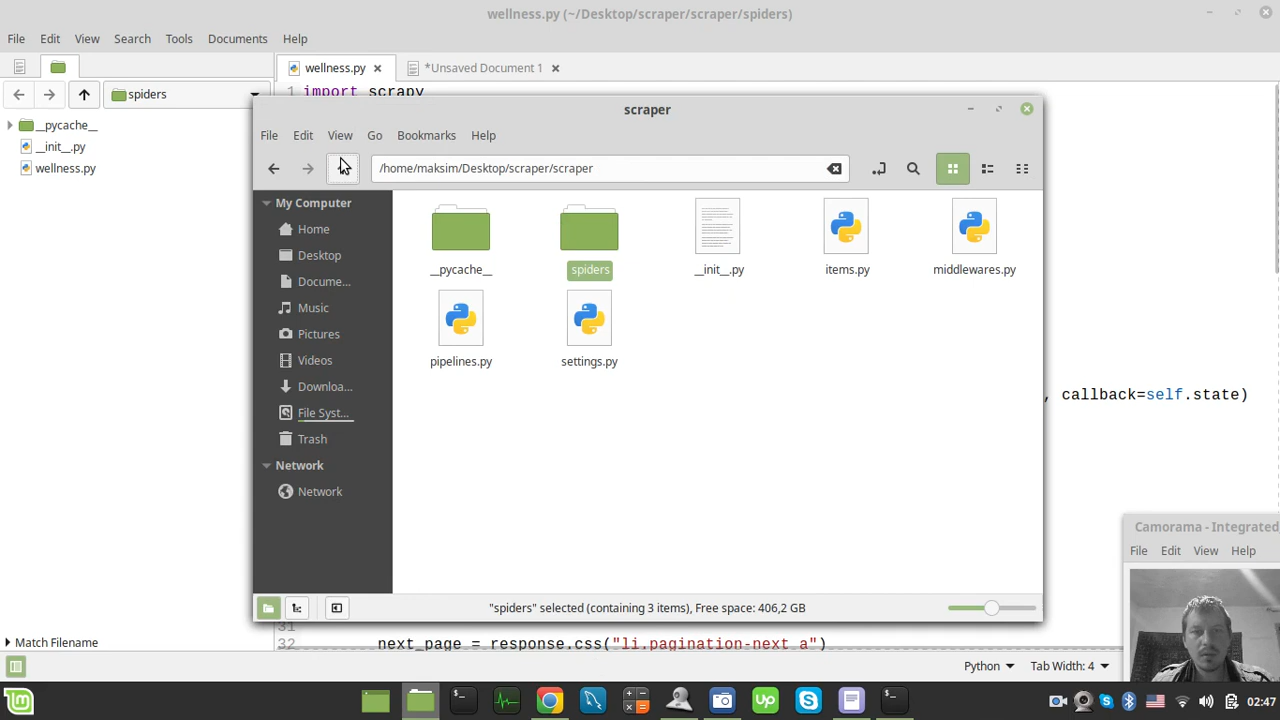 wellness.py (~/Desktop/scraper/scraper/spiders)
File Edit View Search Tools Documents Help
wellness.py
*Unsaved Document 1
spiders
1 import scrapy
__pycache__
__init__.py
wellness.py
scraper
File Edit View Go Bookmarks Help
/home/maksim/Desktop/scraper/scraper
My Computer
Home
Desktop
Docume...
Music
Pictures
Videos
Downloa...
File Syst...
Trash
Network
Network
__pycache__
spiders
__init__.py
items.py
middlewares.py
pipelines.py
settings.py
, callback=self.state)
"spiders" selected (containing 3 items), Free space: 406,2 GB
Camorama - Integrated
File Edit View Help
31
32 next_page = response.css("li.pagination-next a")
Match Filename
Python
Tab Width: 4
up
02:47